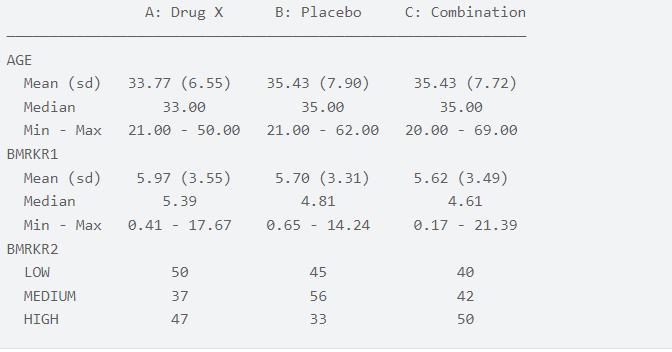 A: Drug X B: Placebo C: Combination
AGE
Mean (sd) 33.77 (6.55) 35.43 (7.90) 35.43 (7.72)
Median 33.00 35.00 35.00
Min - Max 21.00 - 50.00 21.00 - 62.00 20.00 - 69.00
BMRKR1
Mean (sd) 5.97 (3.55) 5.70 (3.31) 5.62 (3.49)
Median 5.39 4.81 4.61
Min - Max 0.41 - 17.67 0.65 - 14.24 0.17 - 21.39
BMRKR2
LOW 50 45 40
MEDIUM 37 56 42
HIGH 47 33 50